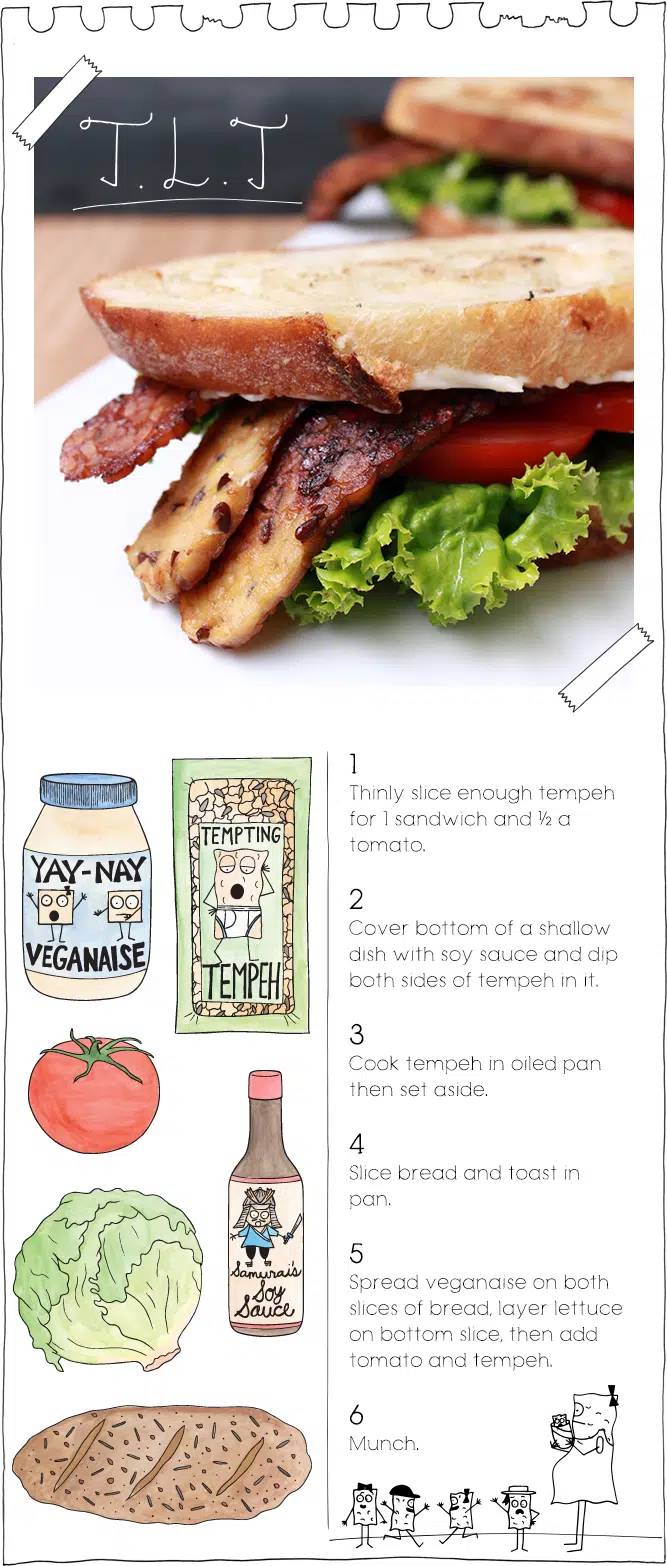 T.L.T
YAY-NAY
VEGANAISE
TEMPTING
TEMPEH
Samurai's
Soy
Sauce
1
Thinly slice enough tempeh
for 1 sandwich and ½ a
tomato.
2
Cover bottom of a shallow
dish with soy sauce and dip
both sides of tempeh in it.
3
Cook tempeh in oiled pan
then set aside.
4
Slice bread and toast in
pan.
5
Spread veganaise on both
slices of bread, layer lettuce
on bottom slice, then add
tomato and tempeh.
6
Munch.